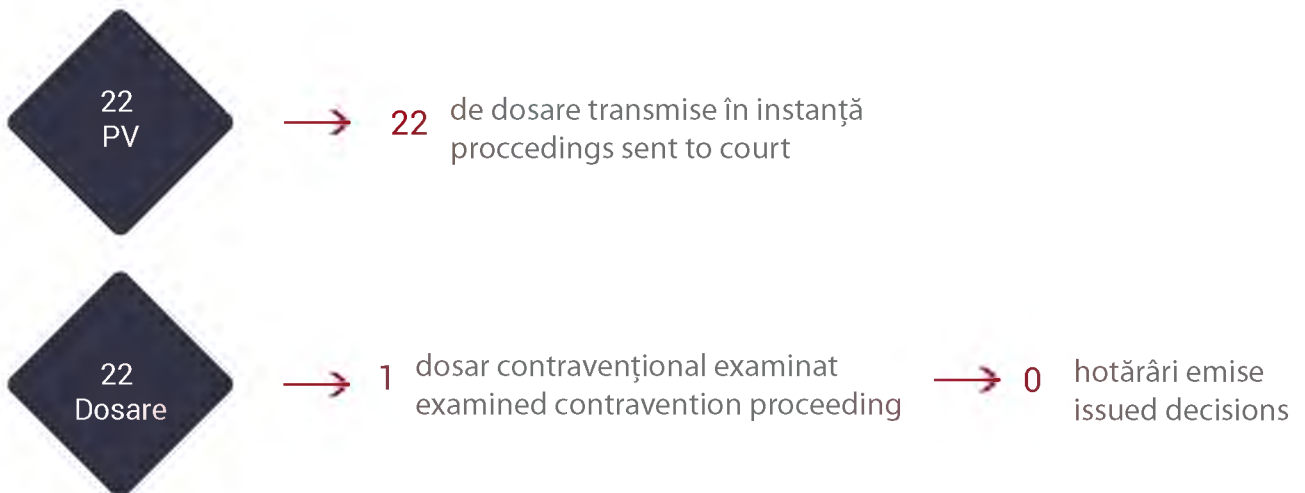 22
PV
22 de dosare transmise în instanță
proccedings sent to court
22
Dosare
1 dosar contravențional examinat
examined contravention proceeding
0 hotărâri emise
issued decisions